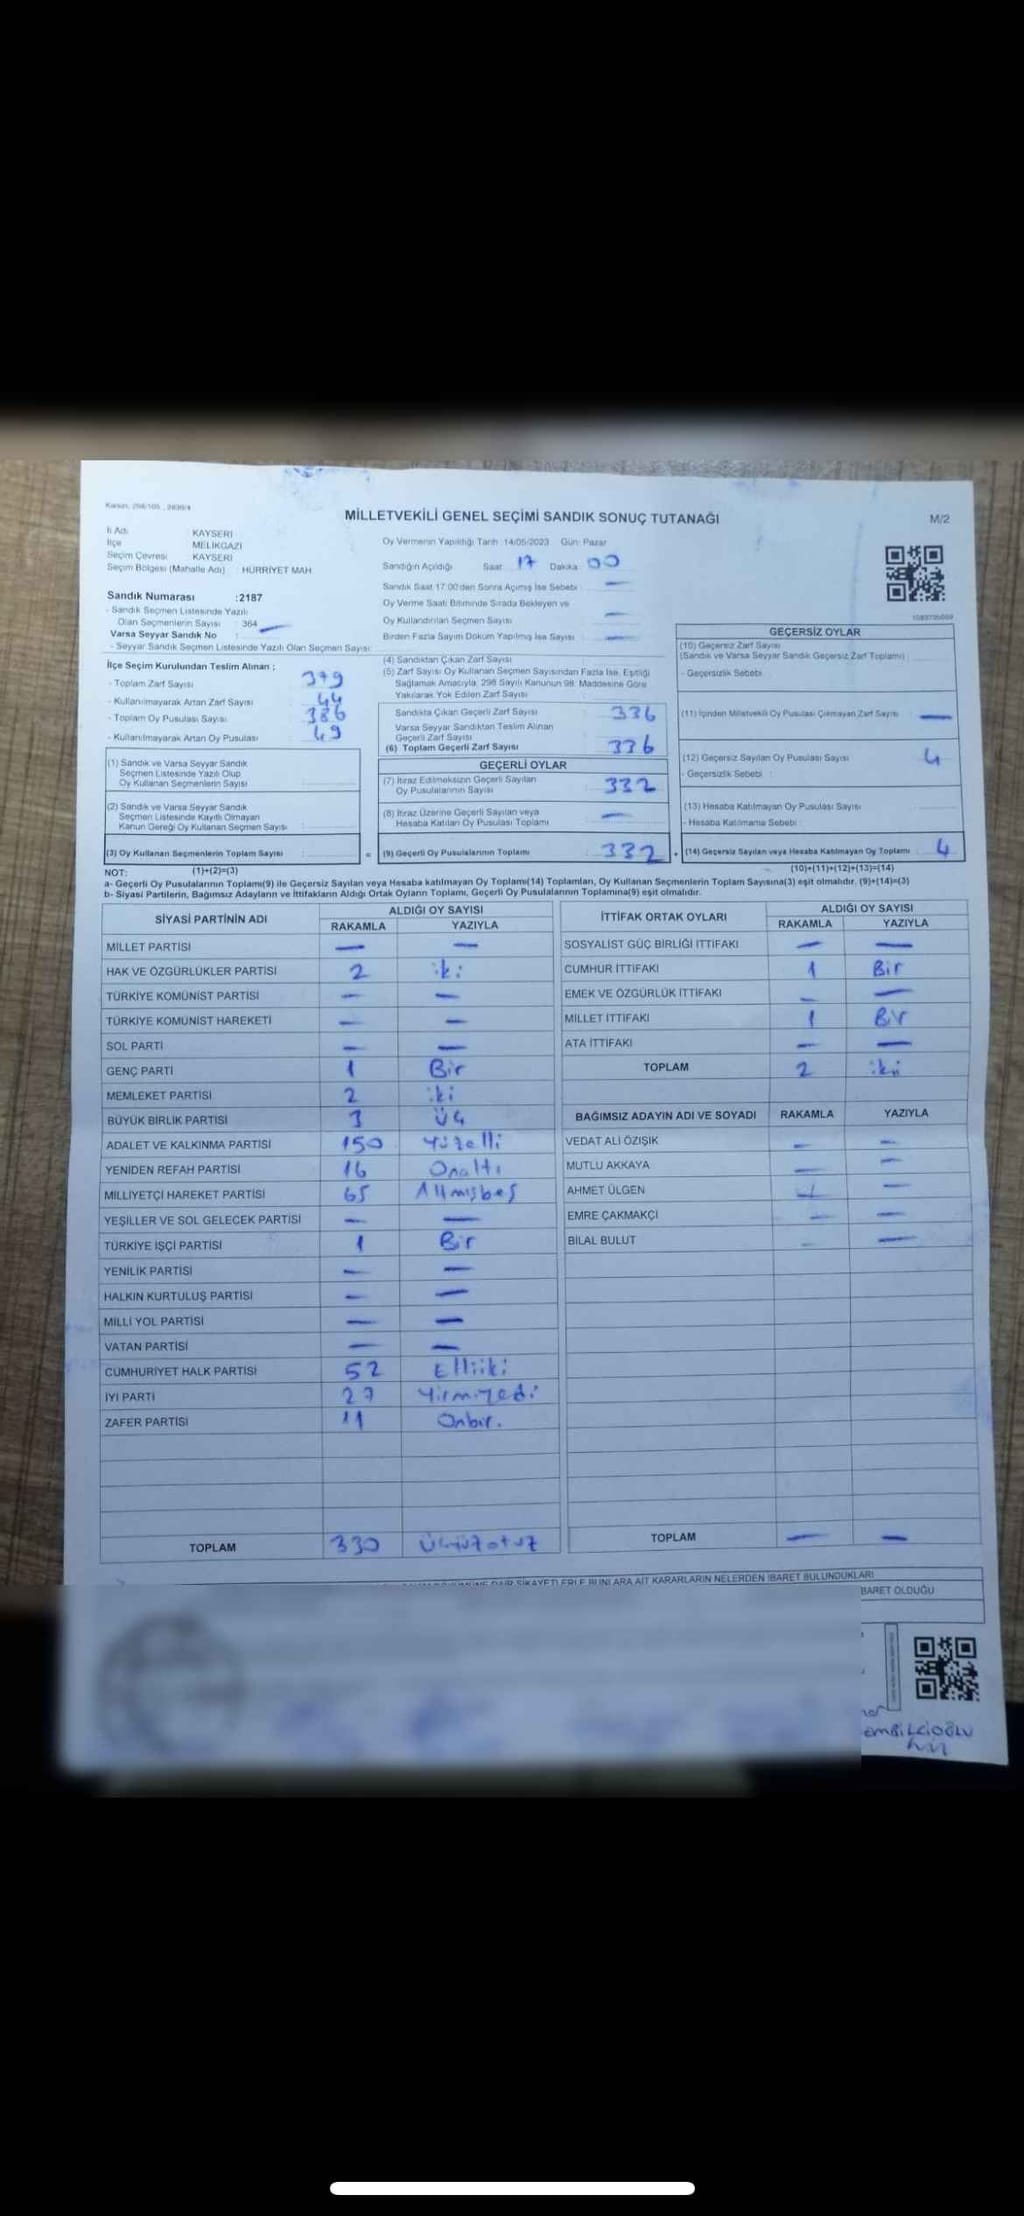 Kanun: 298/105 , 2839/4
MİLLETVEKİLİ GENEL SEÇİMİ SANDIK SONUÇ TUTANAĞI
M/2
İl Adı KAYSERİ
İlçe MELİKGAZİ
Seçim Çevresi KAYSERİ
Seçim Bölgesi (Mahalle Adı) HÜRRİYET MAH
Sandık Numarası :2187
- Sandık Seçmen Listesinde Yazılı
Olan Seçmenlerin Sayısı : 364
Varsa Seyyar Sandık No :
- Seyyar Sandık Seçmen Listesinde Yazılı Olan Seçmen Sayısı:
Oy Vermenin Yapıldığı Tarih :14/05/2023 Gün: Pazar
Sandığın Açıldığı Saat 17 Dakika 00
Sandık Saat 17:00'den Sonra Açılmış İse Sebebi : —
Oy Verme Saati Bitiminde Sırada Bekleyen ve
Oy Kullandırılan Seçmen Sayısı : —
Birden Fazla Sayım Döküm Yapılmış İse Sayısı : —
İlçe Seçim Kurulundan Teslim Alınan ;
- Toplam Zarf Sayısı 379
- Kullanılmayarak Artan Zarf Sayısı 44
- Toplam Oy Pusulası Sayısı 386
- Kullanılmayarak Artan Oy Pusulası 49
(1) Sandık ve Varsa Seyyar Sandık
Seçmen Listesinde Yazılı Olup
Oy Kullanan Seçmenlerin Sayısı
(2) Sandık ve Varsa Seyyar Sandık
Seçmen Listesinde Kayıtlı Olmayan
Kanun Gereği Oy Kullanan Seçmen Sayısı
(3) Oy Kullanan Seçmenlerin Toplam Sayısı
=
(4) Sandıktan Çıkan Zarf Sayısı
(5) Zarf Sayısı Oy Kullanan Seçmen Sayısından Fazla İse, Eşitliği
Sağlamak Amacıyla, 298 Sayılı Kanunun 98. Maddesine Göre
Yakılarak Yok Edilen Zarf Sayısı
Sandıkta Çıkan Geçerli Zarf Sayısı 336
Varsa Seyyar Sandıktan Teslim Alınan
Geçerli Zarf Sayısı
(6) Toplam Geçerli Zarf Sayısı 336
GEÇERLİ OYLAR
(7) İtiraz Edilmeksizin Geçerli Sayılan
Oy Pusulalarının Sayısı 332
(8) İtiraz Üzerine Geçerli Sayılan veya
Hesaba Katılan Oy Pusulası Toplamı —
(9) Geçerli Oy Pusulalarının Toplamı 332
+
GEÇERSİZ OYLAR
(10) Geçersiz Zarf Sayısı
(Sandık ve Varsa Seyyar Sandık Geçersiz Zarf Toplamı)
- Geçersizlik Sebebi
(11) İçinden Milletvekili Oy Pusulası Çıkmayan Zarf Sayısı —
(12) Geçersiz Sayılan Oy Pusulası Sayısı 4
- Geçersizlik Sebebi :
(13) Hesaba Katılmayan Oy Pusulası Sayısı
- Hesaba Katılmama Sebebi
(14) Geçersiz Sayılan veya Hesaba Katılmayan Oy Toplamı 4
NOT: (1)+(2)=(3) (10)+(11)+(12)+(13)=(14)
a- Geçerli Oy Pusulalarının Toplamı(9) ile Geçersiz Sayılan veya Hesaba katılmayan Oy Toplamı(14) Toplamları, Oy Kullanan Seçmenlerin Toplam Sayısına(3) eşit olmalıdır. (9)+(14)=(3)
b- Siyasi Partilerin, Bağımsız Adayların ve İttifakların Aldığı Ortak Oyların Toplamı, Geçerli Oy Pusulalarının Toplamına(9) eşit olmalıdır.
SİYASİ PARTİNİN ADI ALDIĞI OY SAYISI
RAKAMLA YAZIYLA
MİLLET PARTİSİ — —
HAK VE ÖZGÜRLÜKLER PARTİSİ 2 iki
TÜRKİYE KOMÜNİST PARTİSİ — —
TÜRKİYE KOMÜNİST HAREKETİ — —
SOL PARTİ — —
GENÇ PARTİ 1 Bir
MEMLEKET PARTİSİ 2 iki
BÜYÜK BİRLİK PARTİSİ 3 Üç
ADALET VE KALKINMA PARTİSİ 150 Yüzelli
YENİDEN REFAH PARTİSİ 16 Onaltı
MİLLİYETÇİ HAREKET PARTİSİ 65 Altmışbeş
YEŞİLLER VE SOL GELECEK PARTİSİ — —
TÜRKİYE İŞÇİ PARTİSİ 1 Bir
YENİLİK PARTİSİ — —
HALKIN KURTULUŞ PARTİSİ — —
MİLLİ YOL PARTİSİ — —
VATAN PARTİSİ — —
CUMHURİYET HALK PARTİSİ 52 Elliiki
İYİ PARTİ 27 Yirmiyedi
ZAFER PARTİSİ 11 Onbir.
TOPLAM 330 Üçyüzotuz
İTTİFAK ORTAK OYLARI ALDIĞI OY SAYISI
RAKAMLA YAZIYLA
SOSYALİST GÜÇ BİRLİĞİ İTTİFAKI — —
CUMHUR İTTİFAKI 1 Bir
EMEK VE ÖZGÜRLÜK İTTİFAKI — —
MİLLET İTTİFAKI 1 Bir
ATA İTTİFAKI — —
TOPLAM 2 iki
BAĞIMSIZ ADAYIN ADI VE SOYADI RAKAMLA YAZIYLA
VEDAT ALİ ÖZIŞIK — —
MUTLU AKKAYA — —
AHMET ÜLGEN — —
EMRE ÇAKMAKÇİ — —
BİLAL BULUT — —
TOPLAM — —
ŞİKAYETLERLE BUNLARA AİT KARARLARIN NELERDEN İBARET BULUNDUKLARI
BARET OLDUĞU